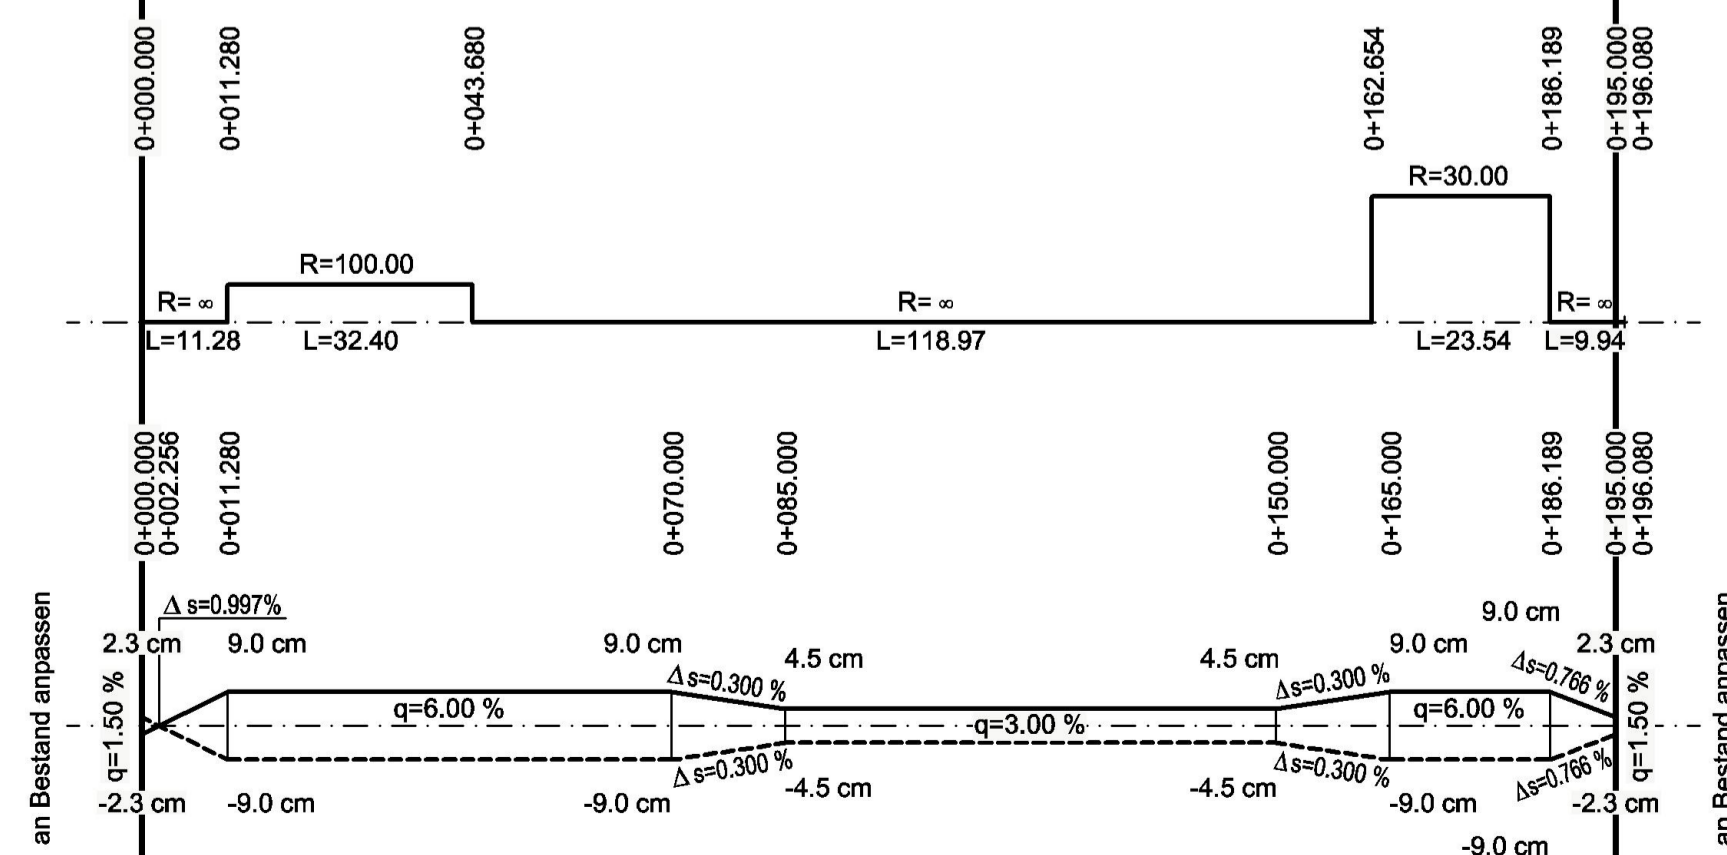 0+000.000
0+011.280
0+043.680
0+162.654
0+186.189
0+195.000
0+196.080
R=30.00
R=100.00
R= ∞
R= ∞
R= ∞
L=11.28
L=32.40
L=118.97
L=23.54
L=9.94
0+000.000
0+002.256
0+011.280
0+070.000
0+085.000
0+150.000
0+165.000
0+186.189
0+195.000
0+196.080
an Bestand anpassen
Δ s=0.997%
9.0 cm
2.3 cm
9.0 cm
9.0 cm
4.5 cm
4.5 cm
9.0 cm
2.3 cm
Δ s=0.300 %
Δ s=0.300 %
Δs=0.766 %
q=1.50 %
q=6.00 %
q=3.00 %
q=6.00 %
q=1.50 %
Δ s=0.300 %
Δ s=0.300 %
Δs=0.766 %
-2.3 cm
-9.0 cm
-9.0 cm
-4.5 cm
-4.5 cm
-9.0 cm
-2.3 cm
-9.0 cm
an Bestand anpassen